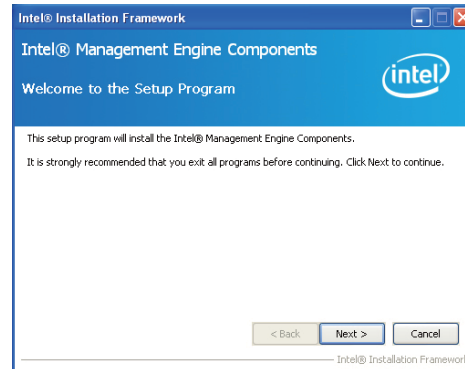 Intel® Installation Framework
Intel® Management Engine Components
Welcome to the Setup Program
intel
This setup program will install the Intel® Management Engine Components.
It is strongly recommended that you exit all programs before continuing. Click Next to continue.
< Back Next > Cancel
Intel® Installation Framework